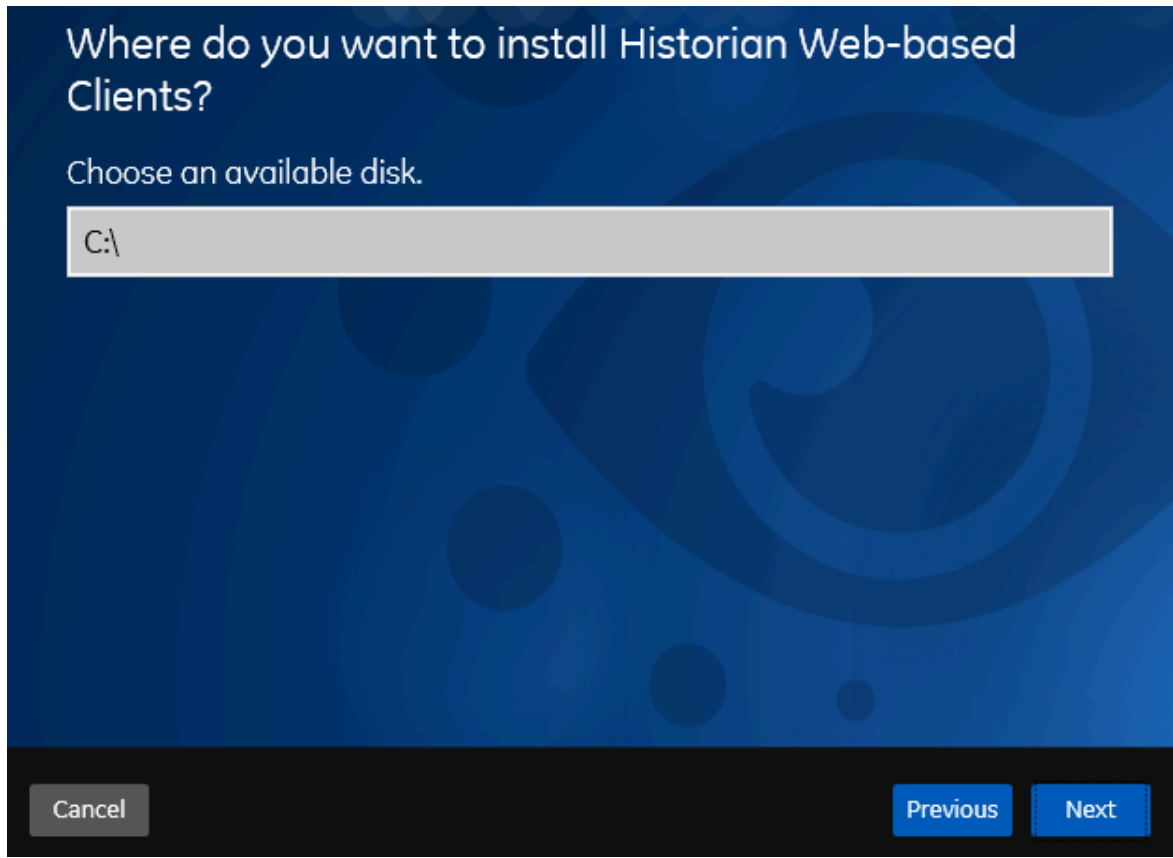 Where do you want to install Historian Web-based
Clients?
Choose an available disk.
C:\
Cancel
Previous
Next